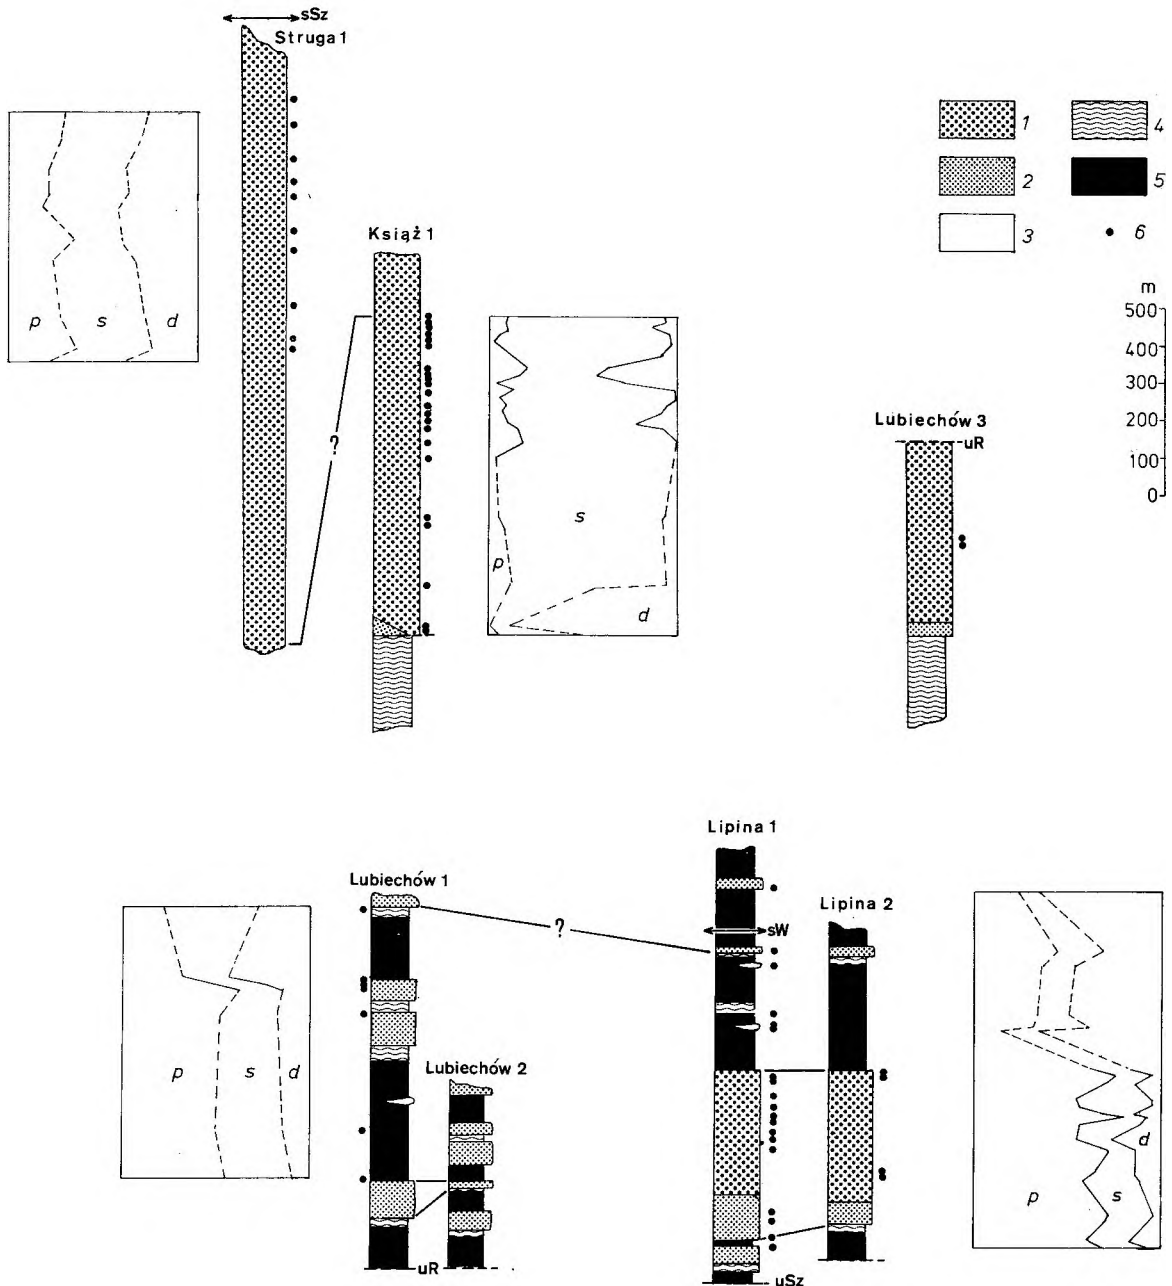 sSz
Struga 1
1
4
2
5
3
6
Książ 1
m
500
400
300
200
100
0
p s d
?
Lubiechów 3
uR
s
p
d
Lipina 1
Lubiechów 1
Lipina 2
?
sW
p s d
Lubiechów 2
d
p s
uR
uSz